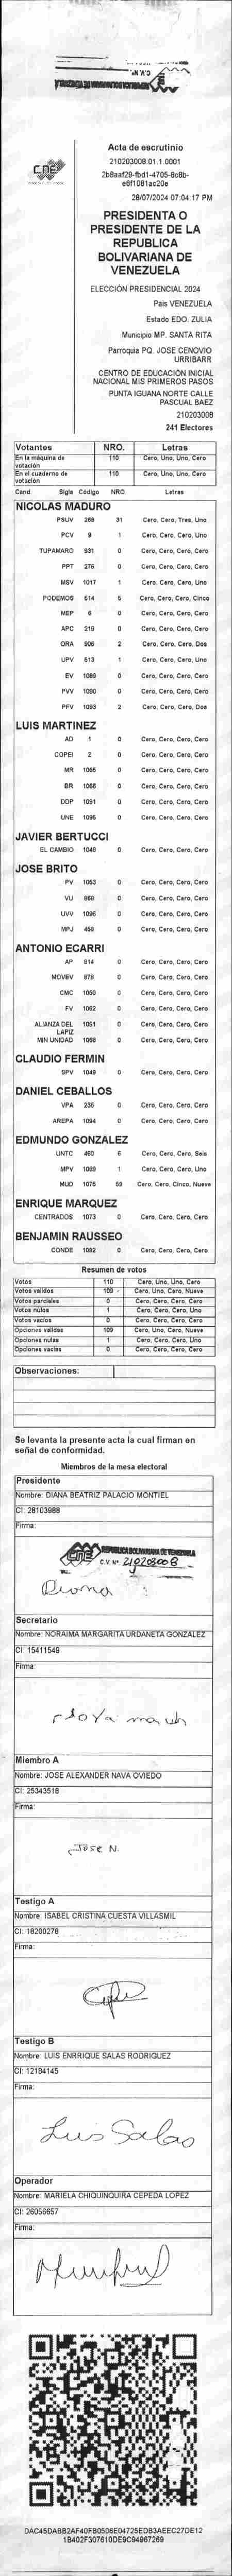 Acta de escrutinio
210203008.01.1.0001
2b8aaf29-fbd1-4705-8c8b-
e6f1081ac20e
28/07/2024 07:04:17 PM
PRESIDENTA O
PRESIDENTE DE LA
REPUBLICA
BOLIVARIANA DE
VENEZUELA
ELECCIÓN PRESIDENCIAL 2024
Pais VENEZUELA
Estado EDO. ZULIA
Municipio MP. SANTA RITA
Parroquia PQ. JOSE CENOVIO
URRIBARR
CENTRO DE EDUCACIÓN INICIAL
NACIONAL MIS PRIMEROS PASOS
PUNTA IGUANA NORTE CALLE
PASCUAL BAEZ
210203008
241 Electores
Votantes NRO. Letras
En la máquina de votación 110 Cero, Uno, Uno, Cero
En el cuaderno de votación 110 Cero, Uno, Uno, Cero
Cand Sigla Código NRO Letras
NICOLAS MADURO
PSUV 269 31 Cero, Cero, Tres, Uno
PCV 9 1 Cero, Cero, Cero, Uno
TUPAMARO 931 0 Cero, Cero, Cero, Cero
PPT 276 0 Cero, Cero, Cero, Cero
MSV 1017 1 Cero, Cero, Cero, Uno
PODEMOS 514 5 Cero, Cero, Cero, Cinco
MEP 6 0 Cero, Cero, Cero, Cero
APC 219 0 Cero, Cero, Cero, Cero
ORA 906 2 Cero, Cero, Cero, Dos
UPV 513 1 Cero, Cero, Cero, Uno
EV 1089 0 Cero, Cero, Cero, Cero
PVV 1090 0 Cero, Cero, Cero, Cero
PFV 1093 2 Cero, Cero, Cero, Dos
LUIS MARTINEZ
AD 1 0 Cero, Cero, Cero, Cero
COPEI 2 0 Cero, Cero, Cero, Cero
MR 1065 0 Cero, Cero, Cero, Cero
BR 1066 0 Cero, Cero, Cero, Cero
DDP 1091 0 Cero, Cero, Cero, Cero
UNE 1095 0 Cero, Cero, Cero, Cero
JAVIER BERTUCCI
EL CAMBIO 1048 0 Cero, Cero, Cero, Cero
JOSE BRITO
PV 1053 0 Cero, Cero, Cero, Cero
VU 868 0 Cero, Cero, Cero, Cero
UVV 1096 0 Cero, Cero, Cero, Cero
MPJ 458 0 Cero, Cero, Cero, Cero
ANTONIO ECARRI
AP 814 0 Cero, Cero, Cero, Cero
MOVEV 878 0 Cero, Cero, Cero, Cero
CMC 1050 0 Cero, Cero, Cero, Cero
FV 1062 0 Cero, Cero, Cero, Cero
ALIANZA DEL LAPIZ 1051 0 Cero, Cero, Cero, Cero
MIN UNIDAD 1068 0 Cero, Cero, Cero, Cero
CLAUDIO FERMIN
SPV 1049 0 Cero, Cero, Cero, Cero
DANIEL CEBALLOS
VPA 236 0 Cero, Cero, Cero, Cero
AREPA 1094 0 Cero, Cero, Cero, Cero
EDMUNDO GONZALEZ
UNTC 460 6 Cero, Cero, Cero, Seis
MPV 1069 1 Cero, Cero, Cero, Uno
MUD 1075 59 Cero, Cero, Cinco, Nueve
ENRIQUE MARQUEZ
CENTRADOS 1073 0 Cero, Cero, Cero, Cero
BENJAMIN RAUSSEO
CONDE 1092 0 Cero, Cero, Cero, Cero
Resumen de votos
Votos 110 Cero, Uno, Uno, Cero
Votos validos 109 Cero, Uno, Cero, Nueve
Votos parciales 0 Cero, Cero, Cero, Cero
Votos nulos 1 Cero, Cero, Cero, Uno
Votos vacios 0 Cero, Cero, Cero, Cero
Opciones validas 109 Cero, Uno, Cero, Nueve
Opciones nulas 1 Cero, Cero, Cero, Uno
Opciones vacias 0 Cero, Cero, Cero, Cero
Observaciones:
Se levanta la presente acta la cual firman en
señal de conformidad.
Miembros de la mesa electoral
Presidente
Nombre: DIANA BEATRIZ PALACIO MONTIEL
CI: 28103988
Firma:
cne REPUBLICA BOLIVARIANA DE VENEZUELA
C.V. N° 210203008
Diana
Secretario
Nombre: NORAIMA MARGARITA URDANETA GONZALEZ
CI: 15411549
Firma:
Miembro A
Nombre: JOSE ALEXANDER NAVA OVIEDO
CI: 25343518
Firma:
Jose N.
Testigo A
Nombre: ISABEL CRISTINA CUESTA VILLASMIL
CI: 18200278
Firma:
Testigo B
Nombre: LUIS ENRRIQUE SALAS RODRIGUEZ
CI: 12184145
Firma:
Luis Salas
Operador
Nombre: MARIELA CHIQUINQUIRA CEPEDA LOPEZ
CI: 26056657
Firma:
DAC45DABB2AF40FB0506E04725EDB3AEEC27DE12
1B402F307610DE9C94967269